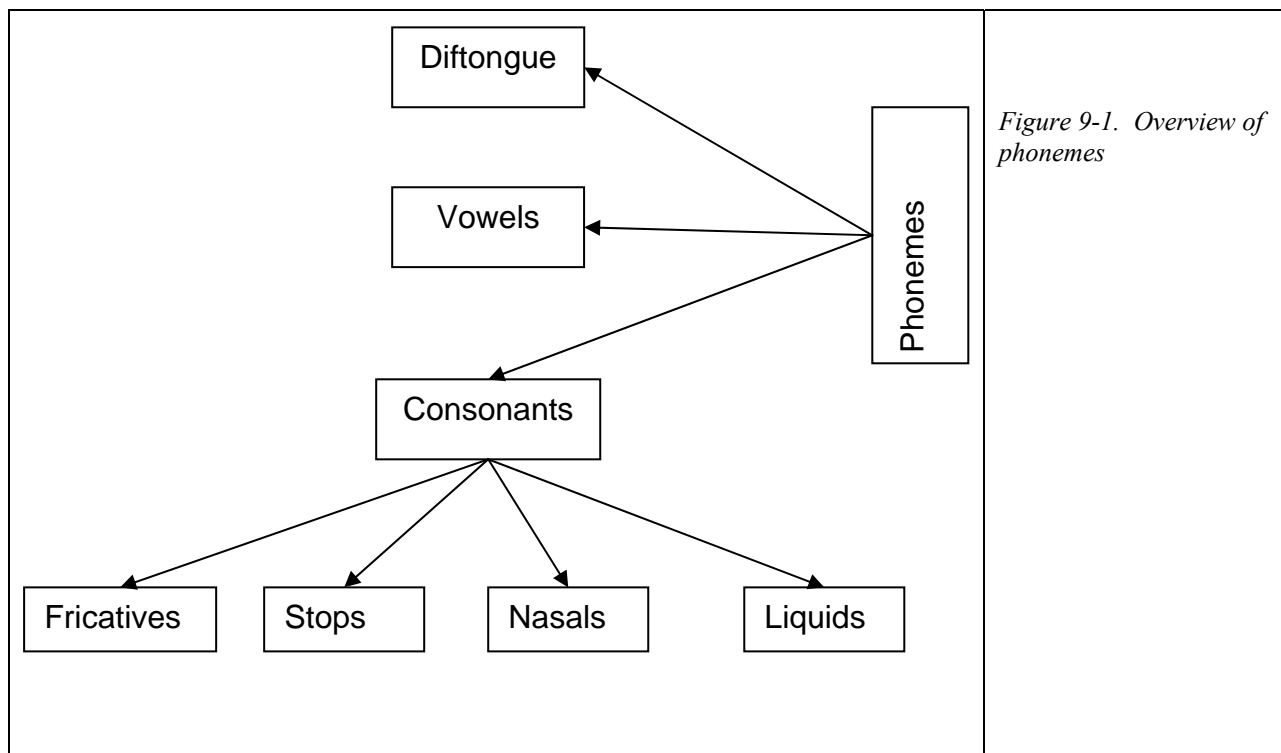 Diftongue
Vowels
Phonemes
Consonants
Fricatives
Stops
Nasals
Liquids
Figure 9-1. Overview of
phonemes